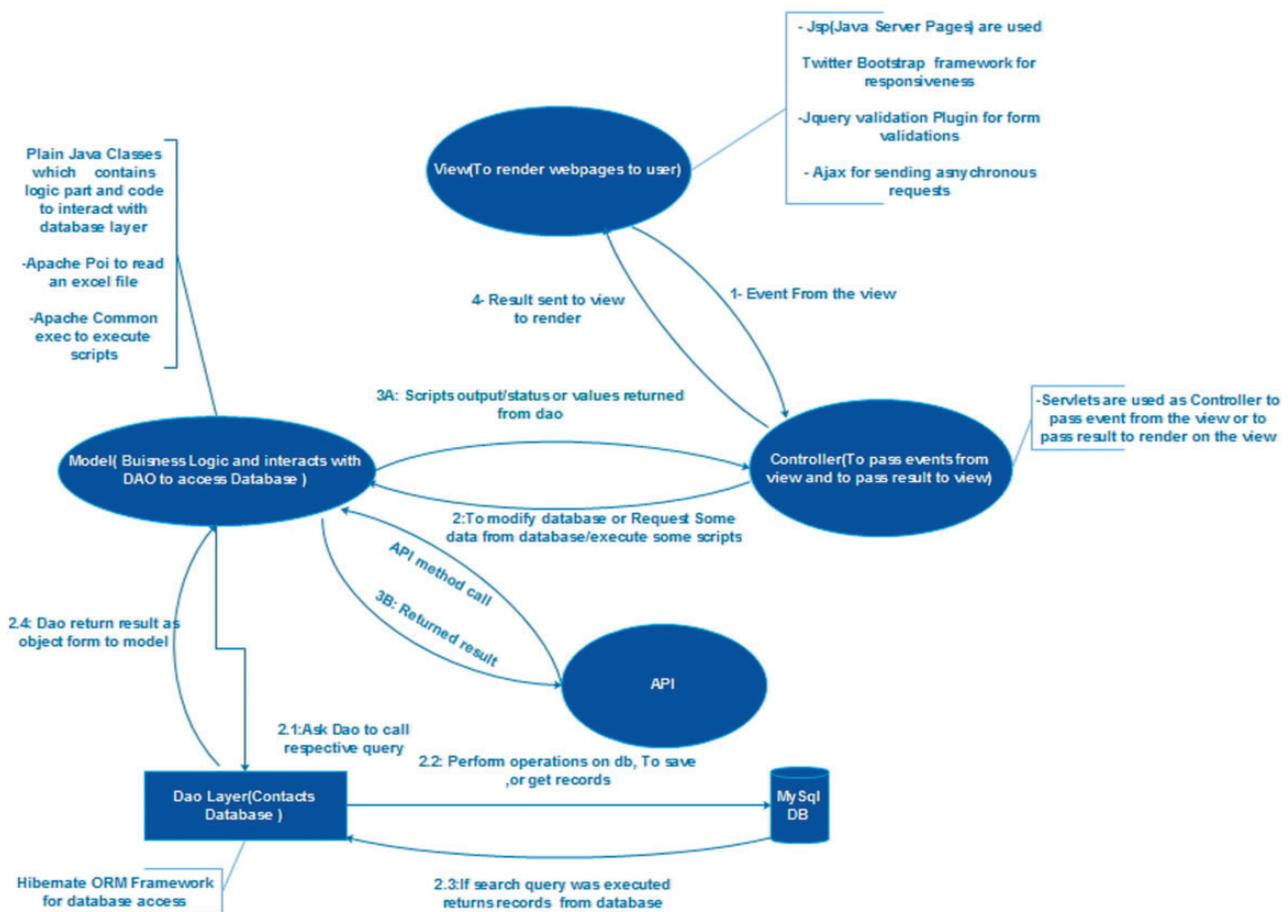 - Jsp(Java Server Pages) are used
Twitter Bootstrap framework for
responsiveness
-Jquery validation Plugin for form
validations
- Ajax for sending asnychronous
requests
View(To render webpages to user)
Plain Java Classes
which contains
logic part and code
to interact with
database layer
-Apache Poi to read
an excel file
-Apache Common
exec to execute
scripts
4- Result sent to view
to render
1- Event From the view
3A: Scripts output/status or values returned
from dao
-Servlets are used as Controller to
pass event from the view or to
pass result to render on the view
Model( Buisness Logic and interacts with
DAO to access Database )
Controller(To pass events from
view and to pass result to view)
2:To modify database or Request Some
data from database/execute some scripts
API method call
3B: Returned result
2.4: Dao return result as
object form to model
API
2.1:Ask Dao to call
respective query
2.2: Perform operations on db, To save
,or get records
Dao Layer(Contacts
Database )
MySql
DB
Hibernate ORM Framework
for database access
2.3:If search query was executed
returns records from database